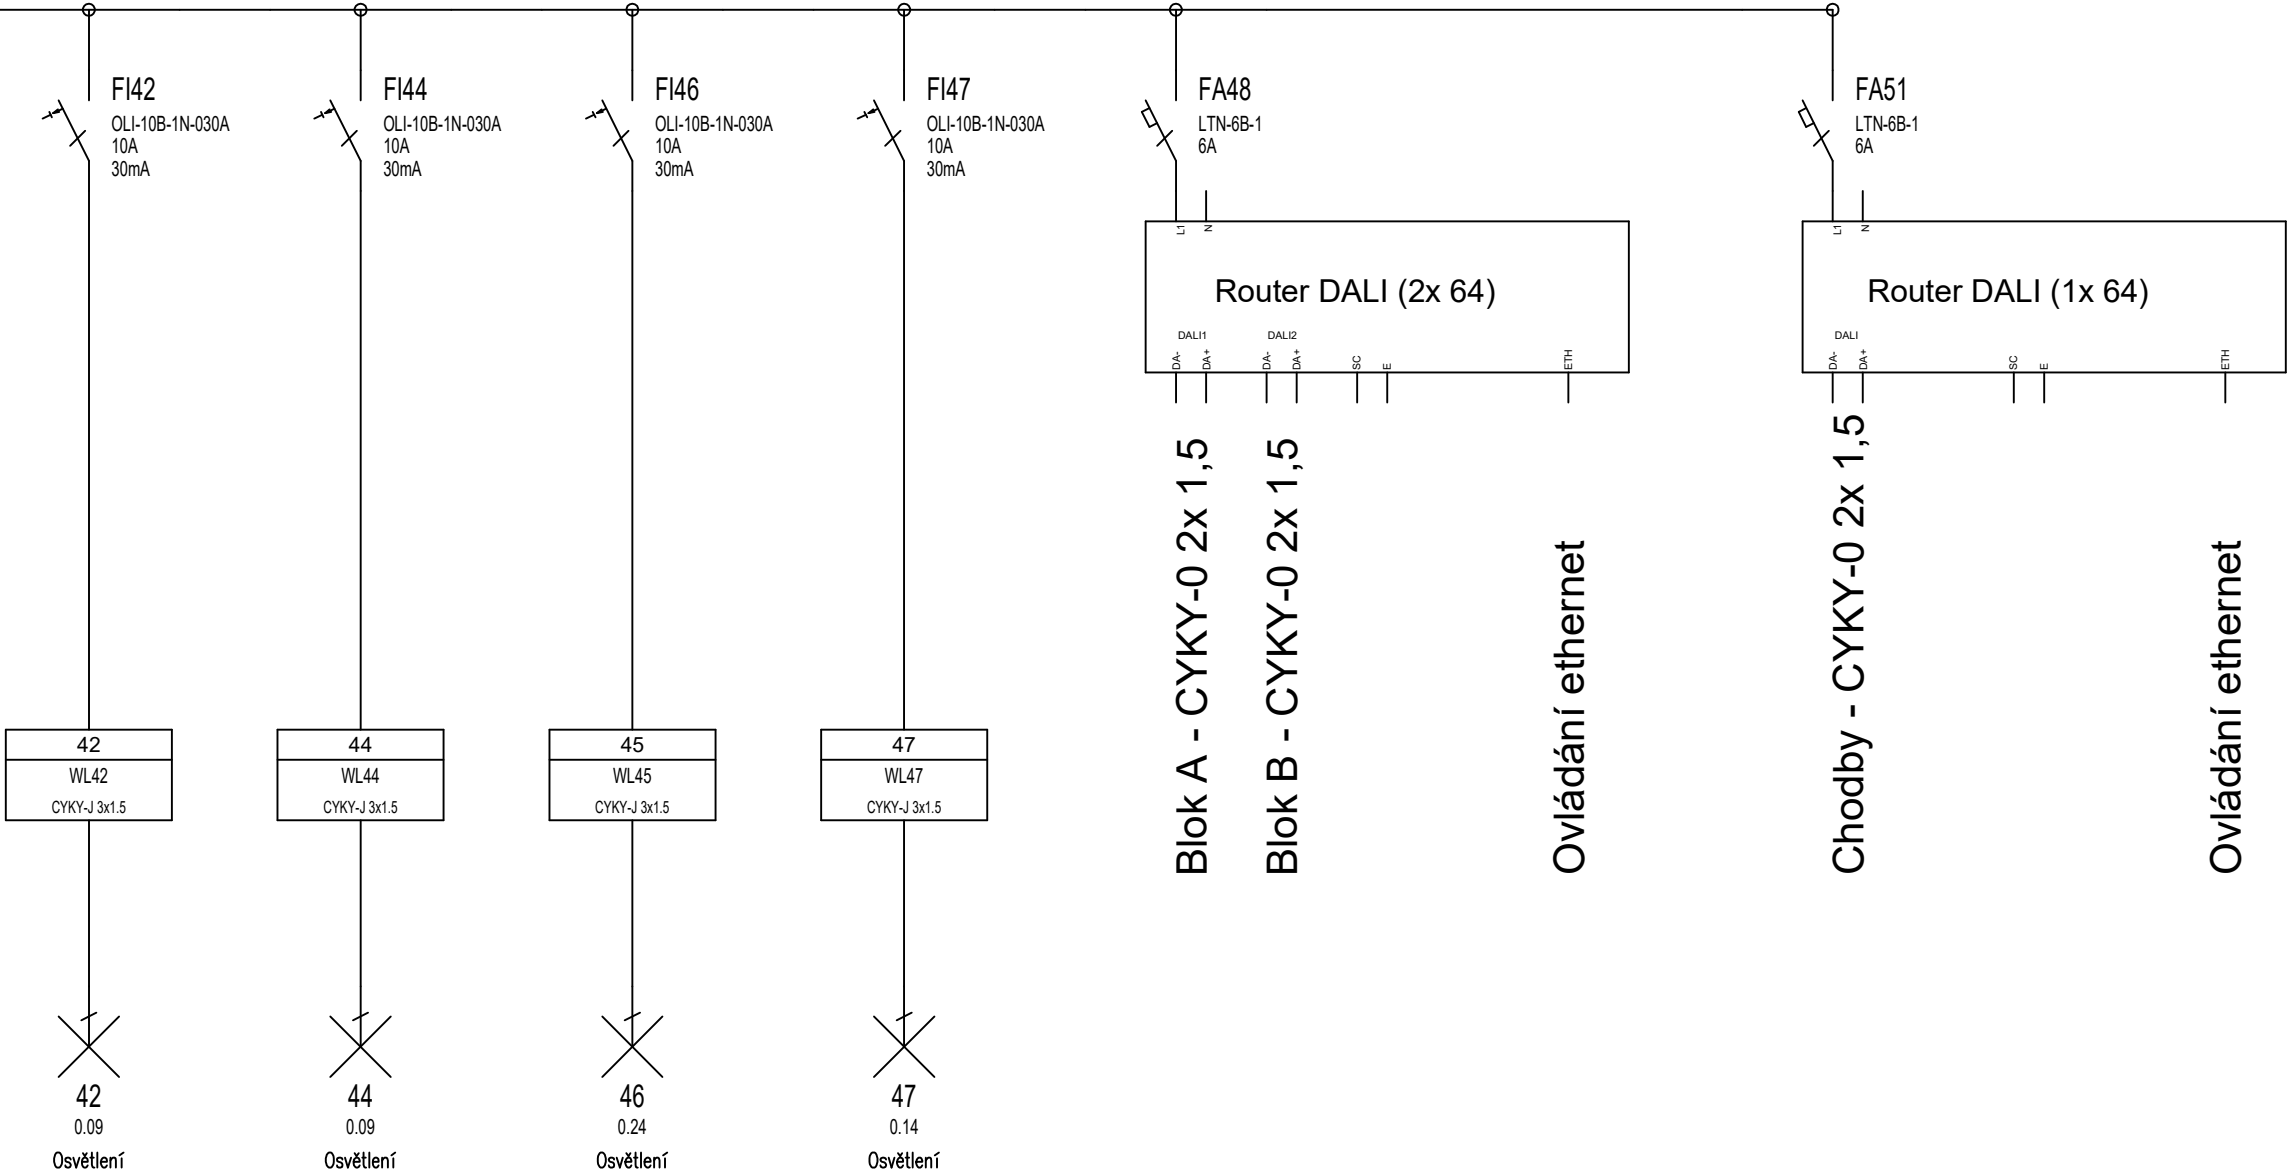 FI42
OLI-10B-1N-030A
10A
30mA
FI44
OLI-10B-1N-030A
10A
30mA
FI46
OLI-10B-1N-030A
10A
30mA
FI47
OLI-10B-1N-030A
10A
30mA
FA48
LTN-6B-1
6A
FA51
LTN-6B-1
6A
L1
N
Router DALI (2x 64)
DALI1
DALI2
DA-
DA+
DA-
DA+
SC
E
ETH
L1
N
Router DALI (1x 64)
DALI
DA-
DA+
SC
E
ETH
Blok A - CYKY-0 2x 1,5
Blok B - CYKY-0 2x 1,5
Ovládání ethernet
Chodby - CYKY-0 2x 1,5
Ovládání ethernet
42
WL42
CYKY-J 3x1.5
44
WL44
CYKY-J 3x1.5
45
WL45
CYKY-J 3x1.5
47
WL47
CYKY-J 3x1.5
42
0.09
Osvětlení
44
0.09
Osvětlení
46
0.24
Osvětlení
47
0.14
Osvětlení